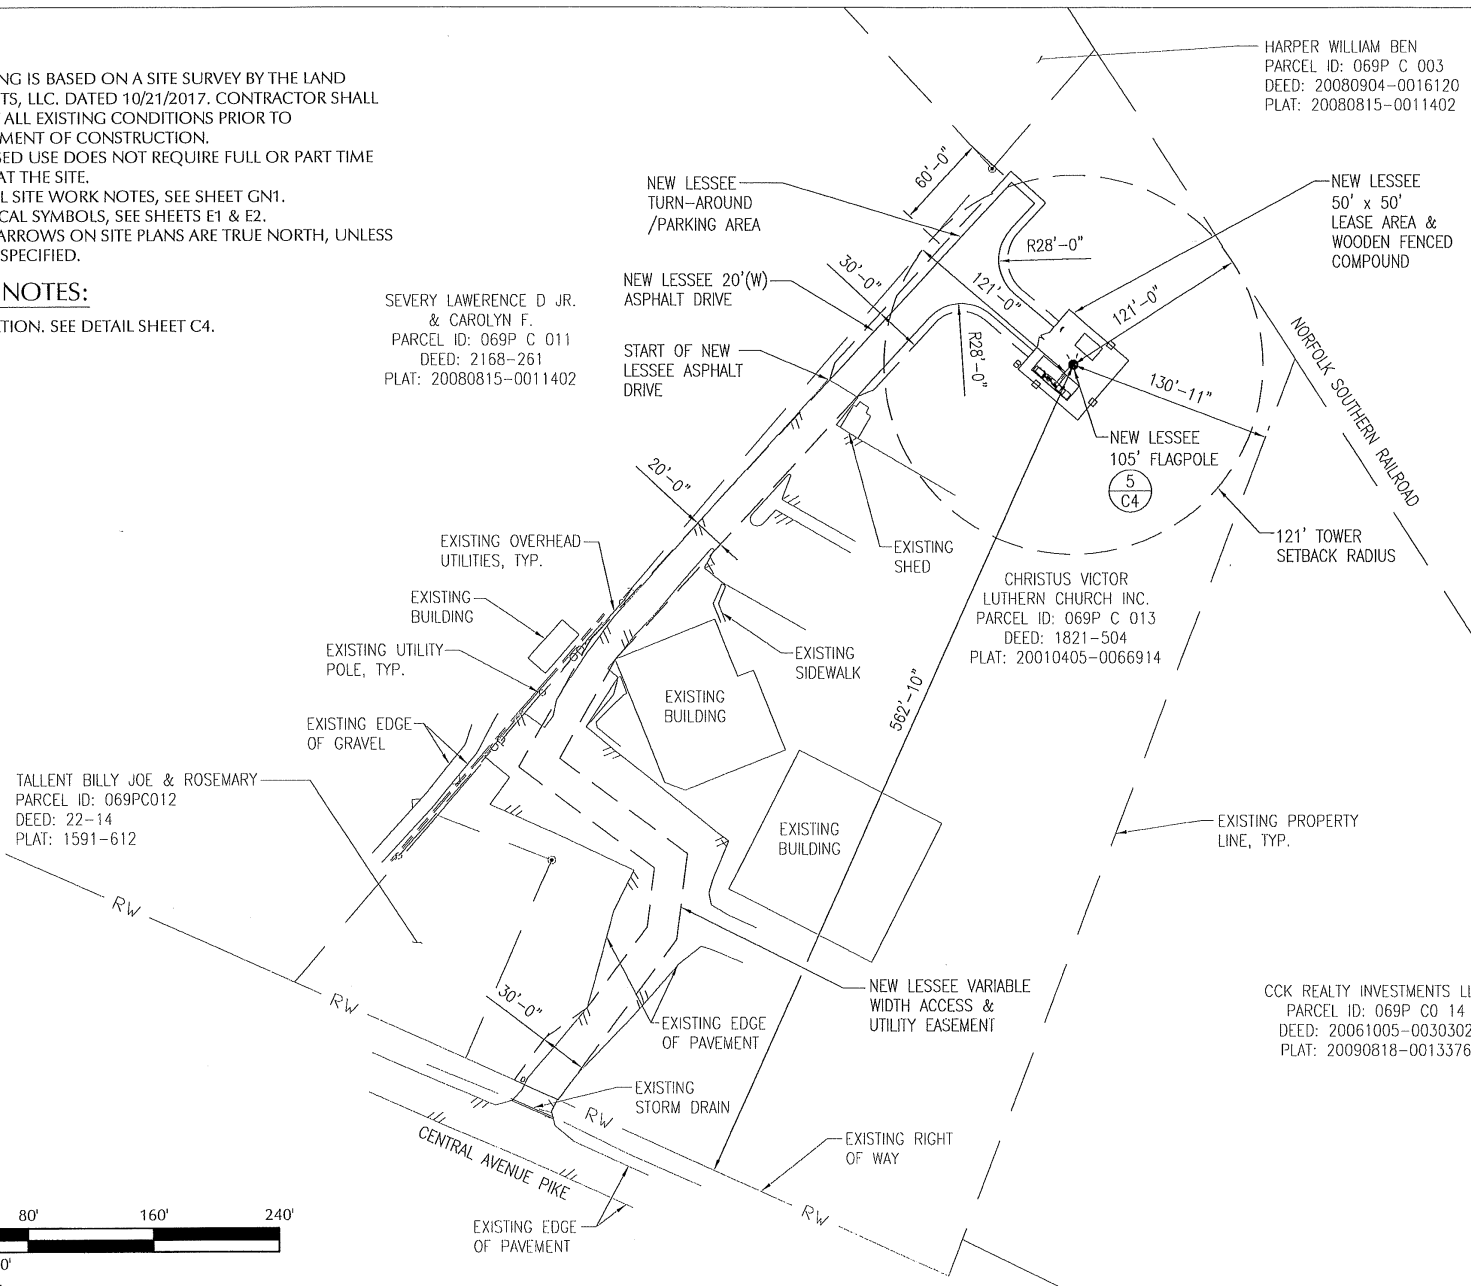 NG IS BASED ON A SITE SURVEY BY THE LAND
TS, LLC. DATED 10/21/2017. CONTRACTOR SHALL
ALL EXISTING CONDITIONS PRIOR TO
MENT OF CONSTRUCTION.
SED USE DOES NOT REQUIRE FULL OR PART TIME
AT THE SITE.
L SITE WORK NOTES, SEE SHEET GN1.
CAL SYMBOLS, SEE SHEETS E1 & E2.
ARROWS ON SITE PLANS ARE TRUE NORTH, UNLESS
SPECIFIED.
NOTES:
TION. SEE DETAIL SHEET C4.
HARPER WILLIAM BEN
PARCEL ID: 069P C 003
DEED: 20080904-0016120
PLAT: 20080815-0011402
60'-0"
NEW LESSEE
TURN-AROUND
/PARKING AREA
NEW LESSEE
50' x 50'
LEASE AREA &
WOODEN FENCED
COMPOUND
R28'-0"
30'-0"
121'-0"
121'-0"
NEW LESSEE 20'(W)
ASPHALT DRIVE
SEVERY LAWERENCE D JR.
& CAROLYN F.
PARCEL ID: 069P C 011
DEED: 2168-261
PLAT: 20080815-0011402
START OF NEW
LESSEE ASPHALT
DRIVE
R28'-0"
130'-11"
NORFOLK SOUTHERN RAILROAD
NEW LESSEE
105' FLAGPOLE
5
C4
20'-0"
121' TOWER
SETBACK RADIUS
EXISTING OVERHEAD
UTILITIES, TYP.
EXISTING
SHED
CHRISTUS VICTOR
LUTHERN CHURCH INC.
PARCEL ID: 069P C 013
DEED: 1821-504
PLAT: 20010405-0066914
EXISTING
BUILDING
EXISTING UTILITY
POLE, TYP.
EXISTING
SIDEWALK
EXISTING
BUILDING
562'-10"
EXISTING EDGE
OF GRAVEL
TALLENT BILLY JOE & ROSEMARY
PARCEL ID: 069PC012
DEED: 22-14
PLAT: 1591-612
EXISTING
BUILDING
EXISTING PROPERTY
LINE, TYP.
RW
RW
30'-0"
NEW LESSEE VARIABLE
WIDTH ACCESS &
UTILITY EASEMENT
CCK REALTY INVESTMENTS LL
PARCEL ID: 069P C0 14
DEED: 20061005-0030302
PLAT: 20090818-0013376
EXISTING EDGE
OF PAVEMENT
EXISTING
STORM DRAIN
RW
CENTRAL AVENUE PIKE
EXISTING RIGHT
OF WAY
RW
EXISTING EDGE
OF PAVEMENT
80' 160' 240'
0'